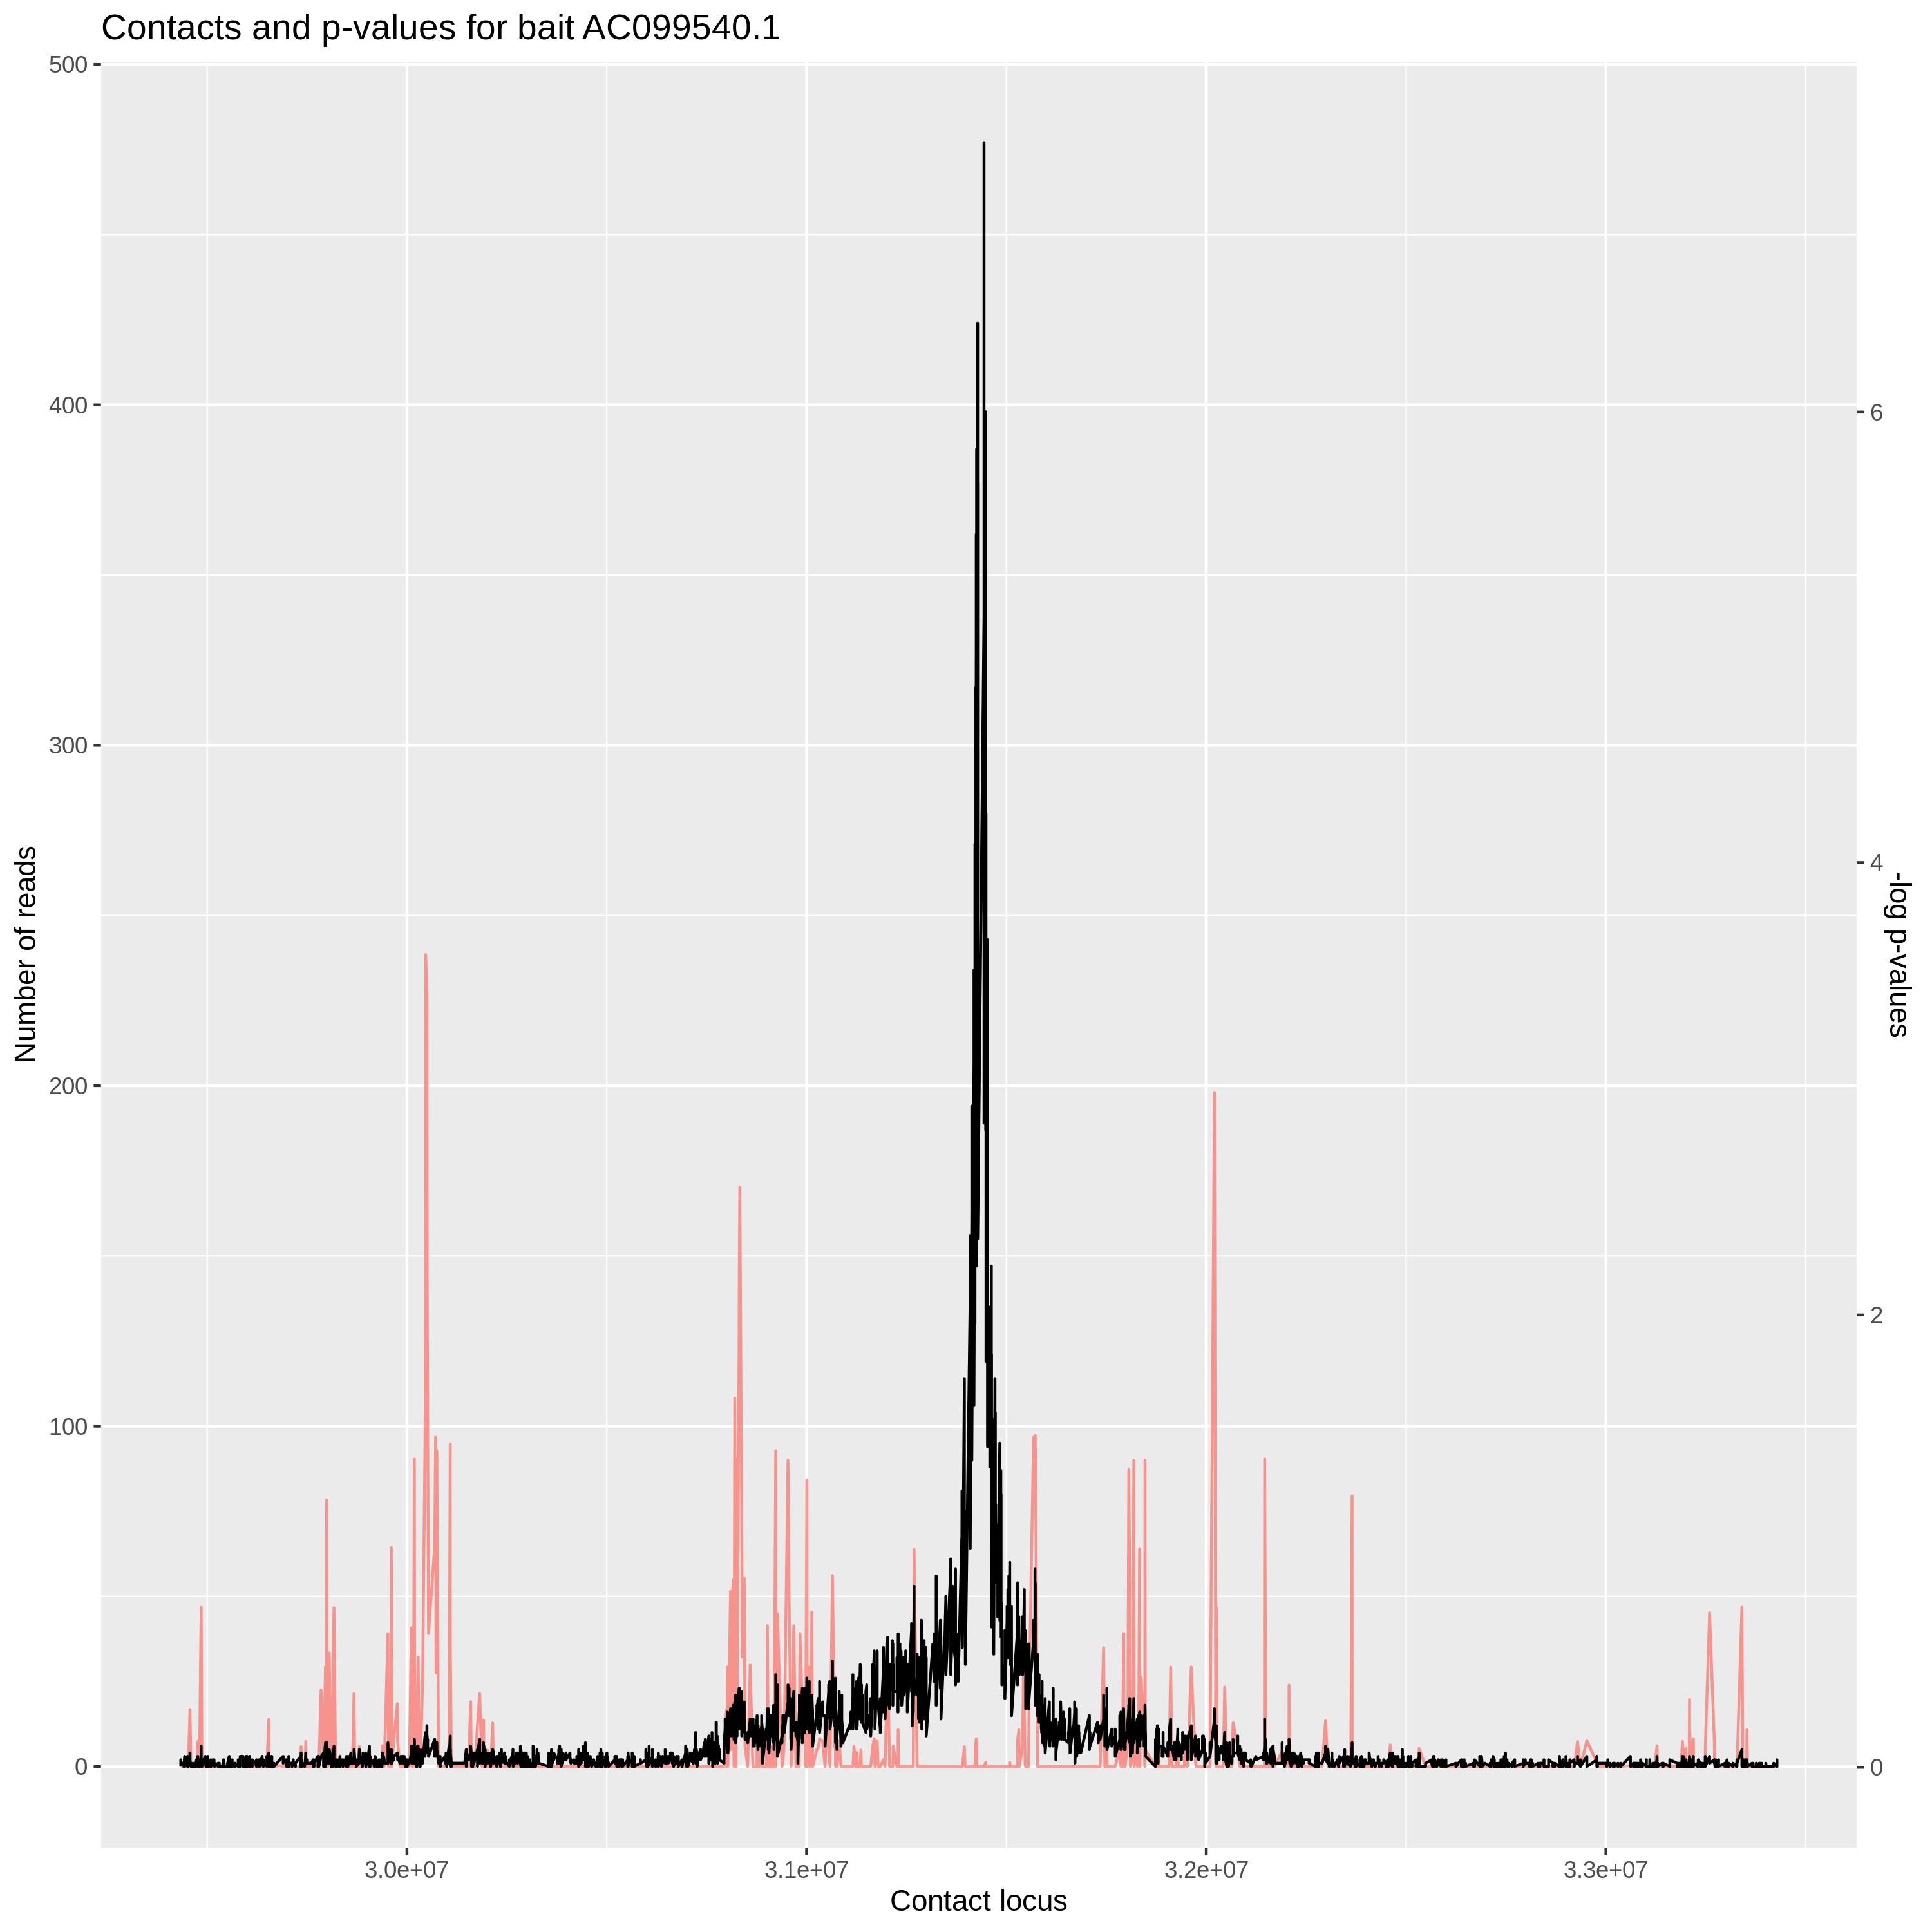 Contacts and p-values for bait AC099540.1
500
400
300
200
100
0
Number of reads
6
4
2
0
-log p-values
3.0e+07 3.1e+07 3.2e+07 3.3e+07
Contact locus